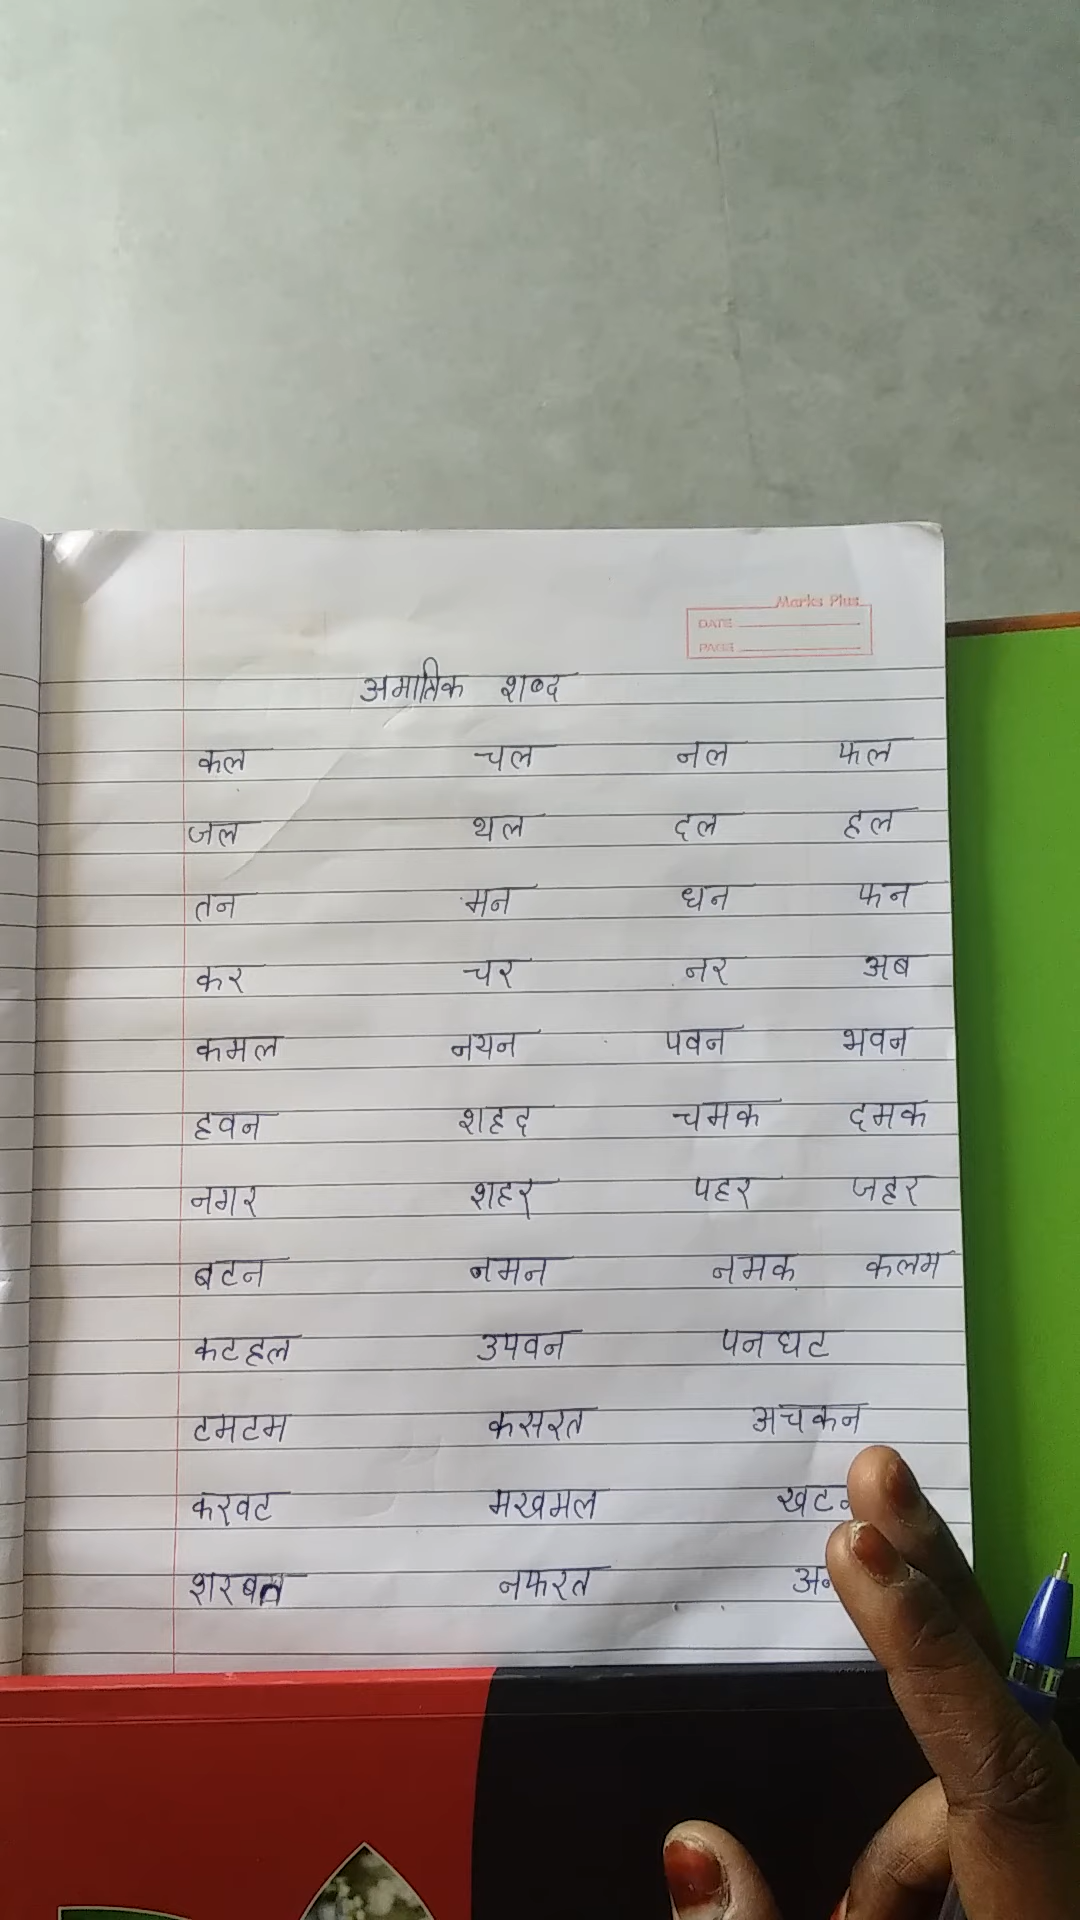 Marks Plus
DATE
PAGE
अमात्रिक शब्द
कल चल नल फल
जल थल दल हल
तन मन धन फन
कर चर नर अब
कमल नयन पवन भवन
हवन शहद चमक दमक
नगर शहर पहर जहर
बटन नमन नमक कलम
कटहल उपवन पनघट
टमटम कसरत अचकन
करवट मखमल
शरबत नफरत